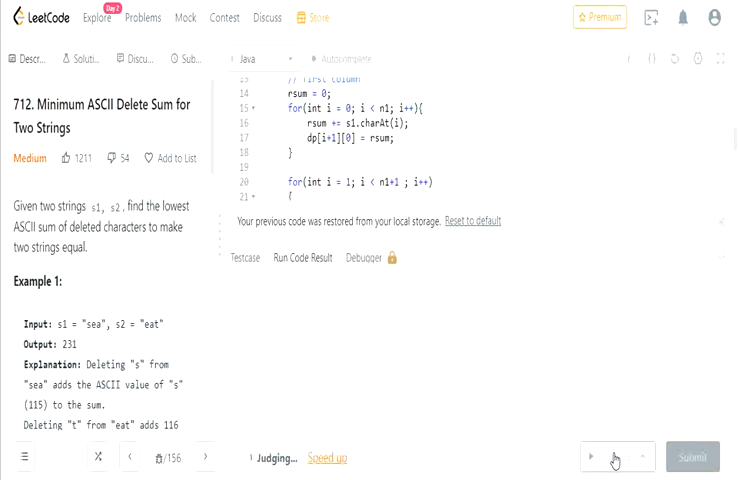 LeetCode
Explore
Day 2
Problems
Mock
Contest
Discuss
Store
Premium
Descr...
Soluti...
Discu...
Sub...
Java
Autocomplete
// first column
14 rsum = 0;
15 for(int i = 0; i < n1; i++){
16 rsum += s1.charAt(i);
17 dp[i+1][0] = rsum;
18 }
19
20 for(int i = 1; i < n1+1 ; i++)
21 {
712. Minimum ASCII Delete Sum for
Two Strings
Medium
1211
54
Add to List
Given two strings s1, s2, find the lowest
ASCII sum of deleted characters to make
two strings equal.
Example 1:
Input: s1 = "sea", s2 = "eat"
Output: 231
Explanation: Deleting "s" from
"sea" adds the ASCII value of "s"
(115) to the sum.
Deleting "t" from "eat" adds 116
Your previous code was restored from your local storage. Reset to default
Testcase
Run Code Result
Debugger
/156
Judging...
Speed up
Submit